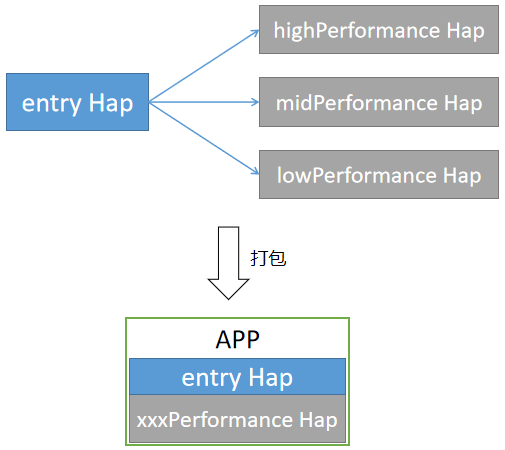 highPerformance Hap
entry Hap
midPerformance Hap
lowPerformance Hap
打包
APP
entry Hap
xxxPerformance Hap